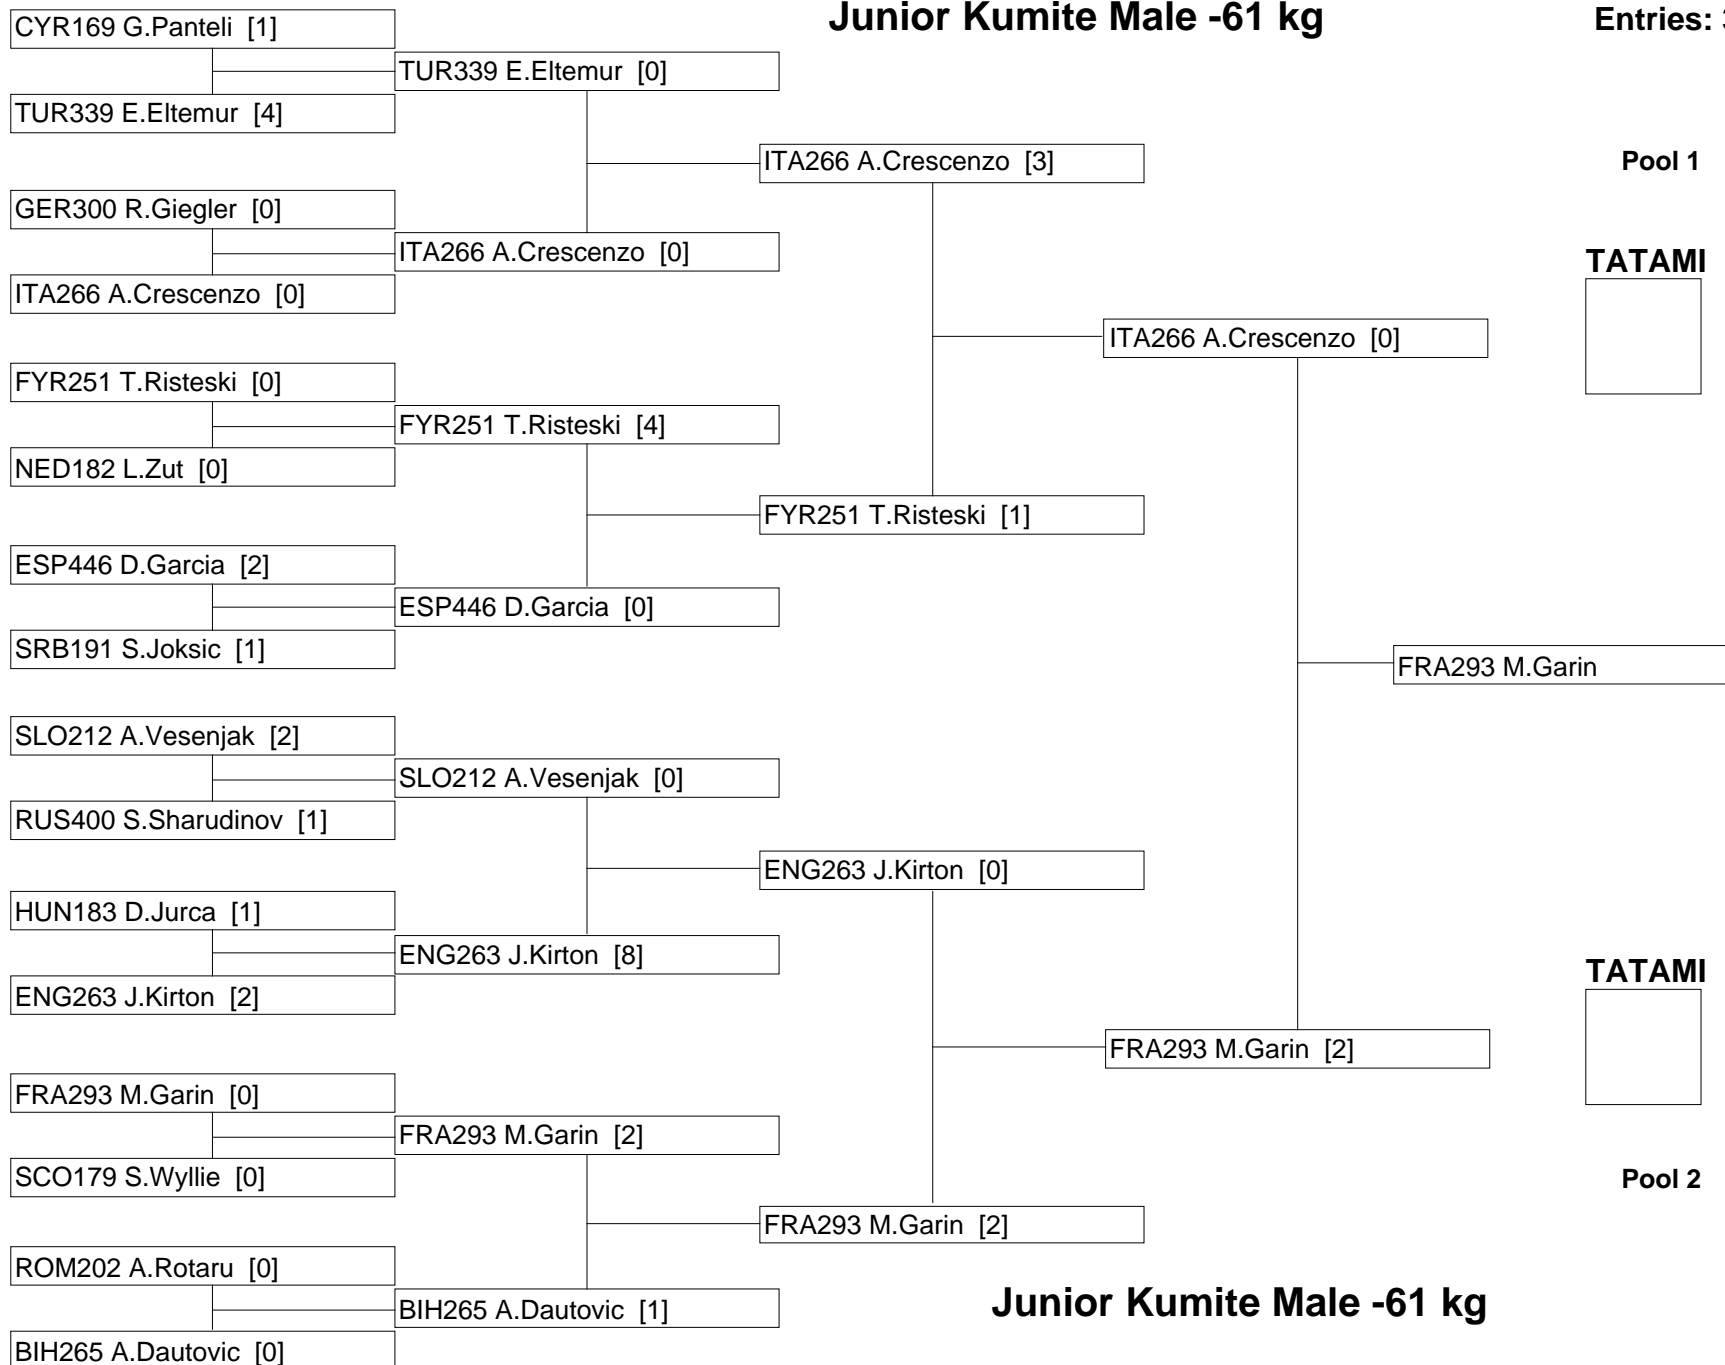 Junior Kumite Male -61 kg
Entries: 3
CYR169 G.Panteli [1]
TUR339 E.Eltemur [0]
TUR339 E.Eltemur [4]
ITA266 A.Crescenzo [3]
Pool 1
GER300 R.Giegler [0]
ITA266 A.Crescenzo [0]
TATAMI
ITA266 A.Crescenzo [0]
ITA266 A.Crescenzo [0]
FYR251 T.Risteski [0]
FYR251 T.Risteski [4]
NED182 L.Zut [0]
FYR251 T.Risteski [1]
ESP446 D.Garcia [2]
ESP446 D.Garcia [0]
SRB191 S.Joksic [1]
FRA293 M.Garin
SLO212 A.Vesenjak [2]
SLO212 A.Vesenjak [0]
RUS400 S.Sharudinov [1]
ENG263 J.Kirton [0]
HUN183 D.Jurca [1]
ENG263 J.Kirton [8]
TATAMI
ENG263 J.Kirton [2]
FRA293 M.Garin [2]
FRA293 M.Garin [0]
FRA293 M.Garin [2]
SCO179 S.Wyllie [0]
Pool 2
FRA293 M.Garin [2]
ROM202 A.Rotaru [0]
BIH265 A.Dautovic [1]
Junior Kumite Male -61 kg
BIH265 A.Dautovic [0]